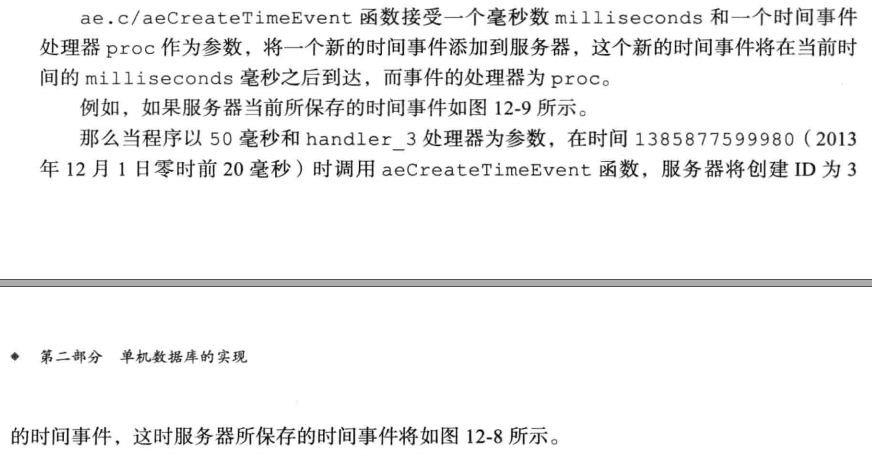 ae.c/aeCreateTimeEvent 函数接受一个毫秒数 milliseconds 和一个时间事件
处理器 proc 作为参数，将一个新的时间事件添加到服务器，这个新的时间事件将在当前时
间的 milliseconds 毫秒之后到达，而事件的处理器为 proc。
例如，如果服务器当前所保存的时间事件如图 12-9 所示。
那么当程序以 50 毫秒和 handler_3 处理器为参数，在时间 1385877599980（2013
年 12 月 1 日零时前 20 毫秒）时调用 aeCreateTimeEvent 函数，服务器将创建 ID 为 3
◆ 第二部分 单机数据库的实现
的时间事件，这时服务器所保存的时间事件将如图 12-8 所示。